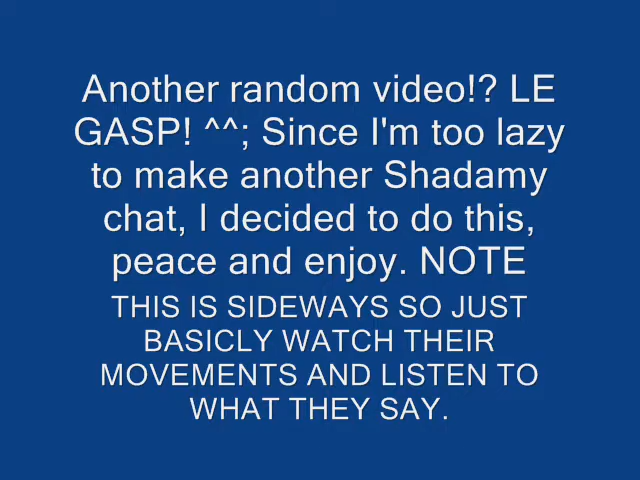 Another random video!? LE
GASP! ^^; Since I'm too lazy
to make another Shadamy
chat, I decided to do this,
peace and enjoy. NOTE
THIS IS SIDEWAYS SO JUST
BASICLY WATCH THEIR
MOVEMENTS AND LISTEN TO
WHAT THEY SAY.